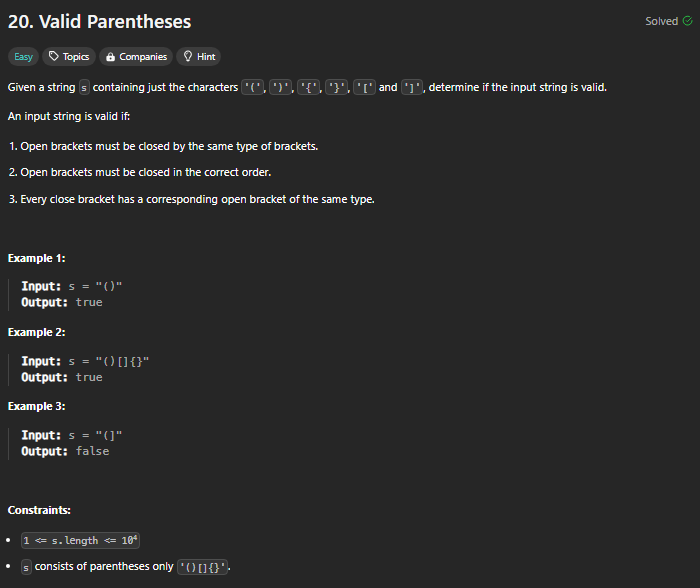 20. Valid Parentheses
Solved
Easy Topics Companies Hint
Given a string s containing just the characters '(', ')', '{', '}', '[' and ']', determine if the input string is valid.
An input string is valid if:
1. Open brackets must be closed by the same type of brackets.
2. Open brackets must be closed in the correct order.
3. Every close bracket has a corresponding open bracket of the same type.
Example 1:
Input: s = "()"
Output: true
Example 2:
Input: s = "()[]{}"
Output: true
Example 3:
Input: s = "(]"
Output: false
Constraints:
• 1 <= s.length <= 10⁴
• s consists of parentheses only '()[]{}'.